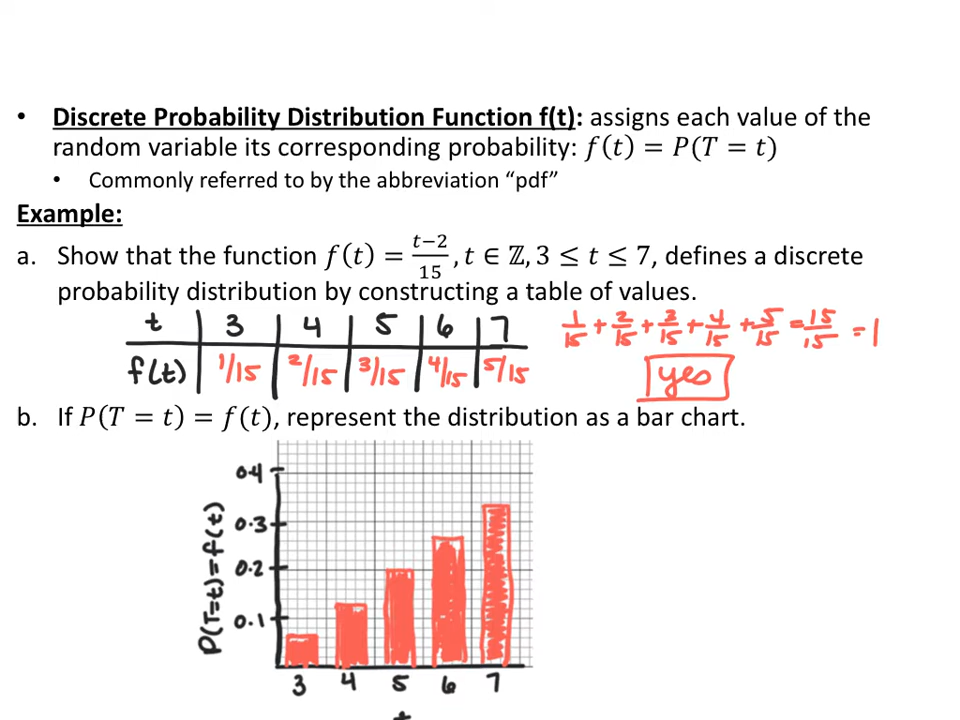 • Discrete Probability Distribution Function f(t): assigns each value of the
random variable its corresponding probability: f(t) = P(T = t)
• Commonly referred to by the abbreviation “pdf”
Example:
a. Show that the function f(t) = (t−2)/15, t ∈ ℤ, 3 ≤ t ≤ 7, defines a discrete
probability distribution by constructing a table of values.
t | 3 | 4 | 5 | 6 | 7
f(t) | 1/15 | 2/15 | 3/15 | 4/15 | 5/15
1/15 + 2/15 + 3/15 + 4/15 + 5/15 = 15/15 = 1
yes
b. If P(T = t) = f(t), represent the distribution as a bar chart.
P(T=t)=f(t)
0.4
0.3
0.2
0.1
3 4 5 6 7
t